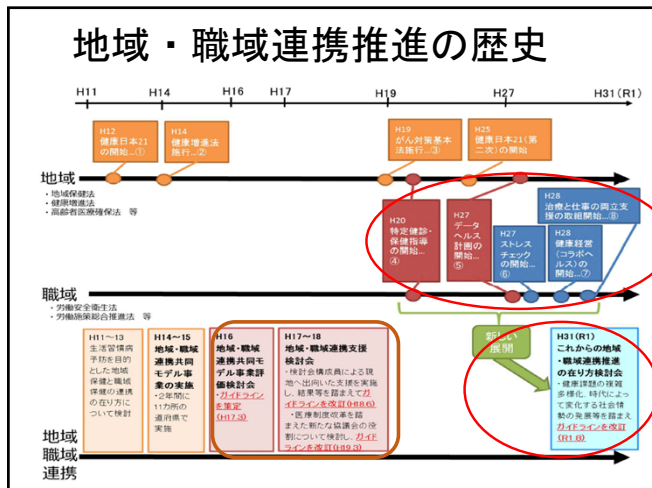 地域・職域連携推進の歴史
H11
H14
H16
H17
H19
H27
H31(R1)
H12
健康日本21
の開始…①
H14
健康増進法
施行…②
H19
がん対策基本
法施行…③
H25
健康日本21(第
二次)の開始
地域
・地域保健法
・健康増進法
・高齢者医療確保法 等
H20
特定健診・
保健指導の
開始…
④
H27
データ
ヘルス
計画の
開始…
⑤
H27
ストレス
チェック
の開始…
⑥
H28
健康経営
(コラボヘ
ルス)の開
始…⑦
H28
治療と仕事の両立支
援の取組開始…⑧
職域
・労働安全衛生法
・労働施策総合推進法 等
新しい
展開
H11~13
生活習慣病
予防を目的
とした地域
保健と職域
保健の連携
の在り方に
ついて検討
H14~15
地域・職域
連携共同
モデル事
業の実施
・2年間に
11カ所の
道府県で
実施
H16
地域・職域
連携共同モ
デル事業評
価検討会
・ガイドライ
ンを策定
(H17.3)
H17~18
地域・職域連携支援
検討会
・検討会構成員による現
地へ出向いた支援を実施
し、結果等を踏まえてガ
イドラインを改訂(H18.6)
・医療制度改革を踏
まえた新たな協議会の役
割について検討し、ガイド
ラインを改訂(H19.3)
H31(R1)
これからの地域
・職域連携推進
の在り方検討会
・健康課題の複雑
多様化、時代によっ
て変化する社会情
勢の発展等を踏ま
えガイドラインを改訂
(R1.8)
地域
職域
連携